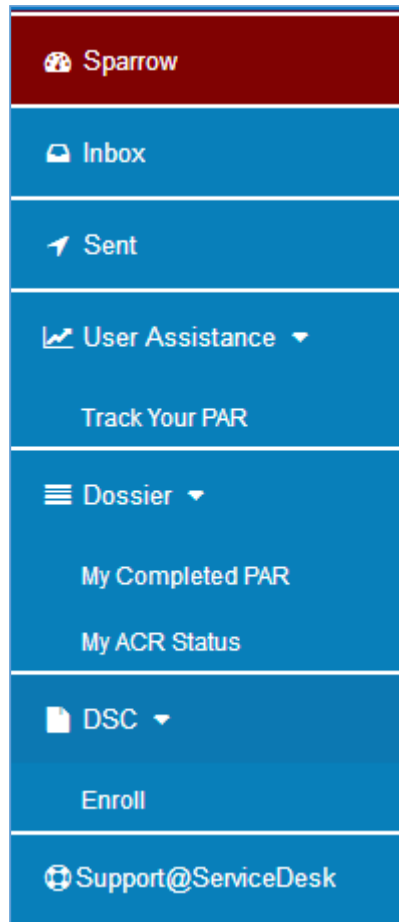 Sparrow
Inbox
Sent
User Assistance
Track Your PAR
Dossier
My Completed PAR
My ACR Status
DSC
Enroll
Support@ServiceDesk